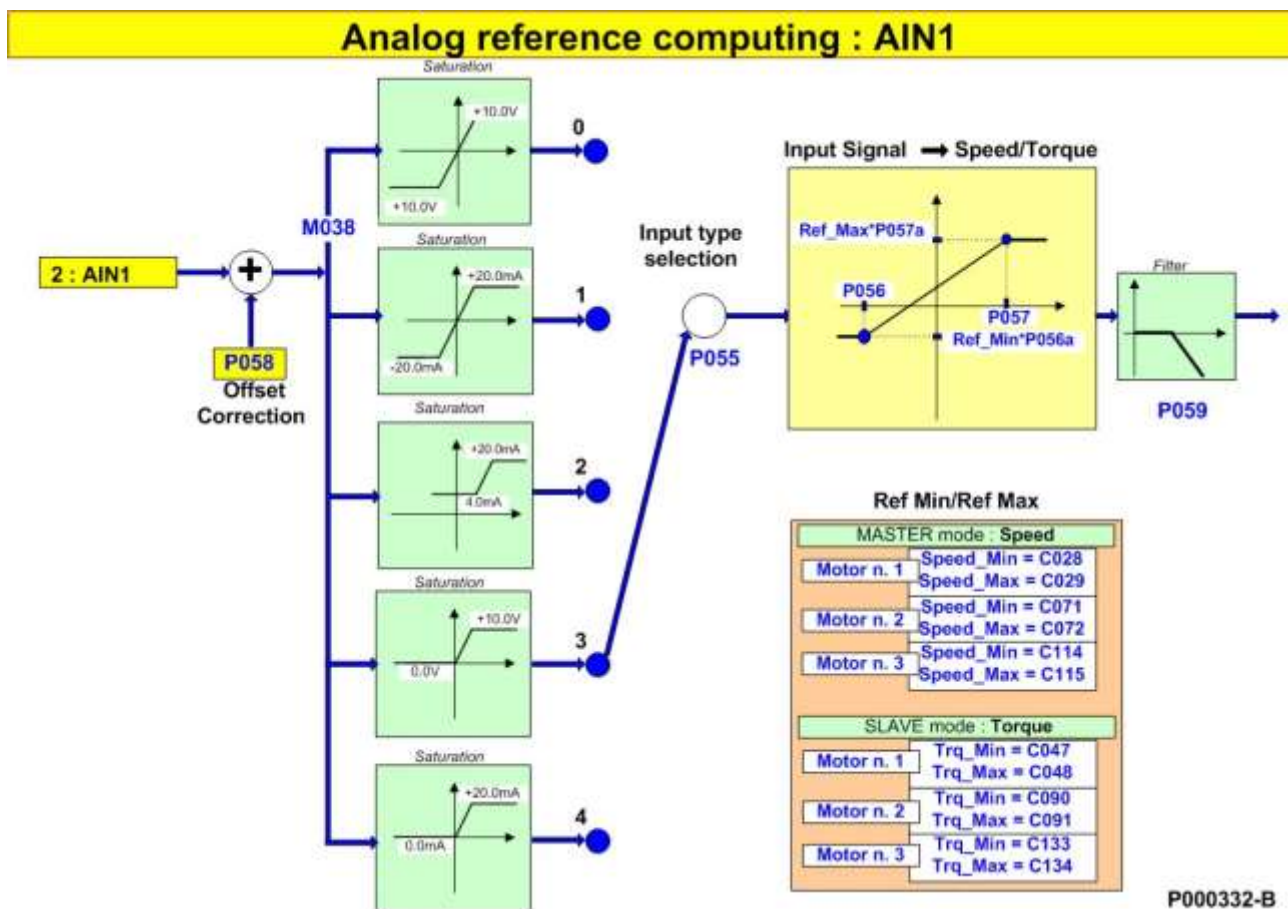 Analog reference computing : AIN1
Saturation
+10.0V
+10.0V
0
M038
2 : AIN1
+
P058
Offset
Correction
+20.0mA
-20.0mA
1
Saturation
+20.0mA
4.0mA
2
Saturation
+10.0V
0.0V
3
Saturation
+20.0mA
0.0mA
4
Input type
selection
P055
Input Signal → Speed/Torque
Ref_Max*P057a
P056
P057
Ref_Min*P056a
Filter
P059
Ref Min/Ref Max
MASTER mode : Speed
Motor n. 1
Speed_Min = C028
Speed_Max = C029
Motor n. 2
Speed_Min = C071
Speed_Max = C072
Motor n. 3
Speed_Min = C114
Speed_Max = C115
SLAVE mode : Torque
Motor n. 1
Trq_Min = C047
Trq_Max = C048
Motor n. 2
Trq_Min = C090
Trq_Max = C091
Motor n. 3
Trq_Min = C133
Trq_Max = C134
P000332-B